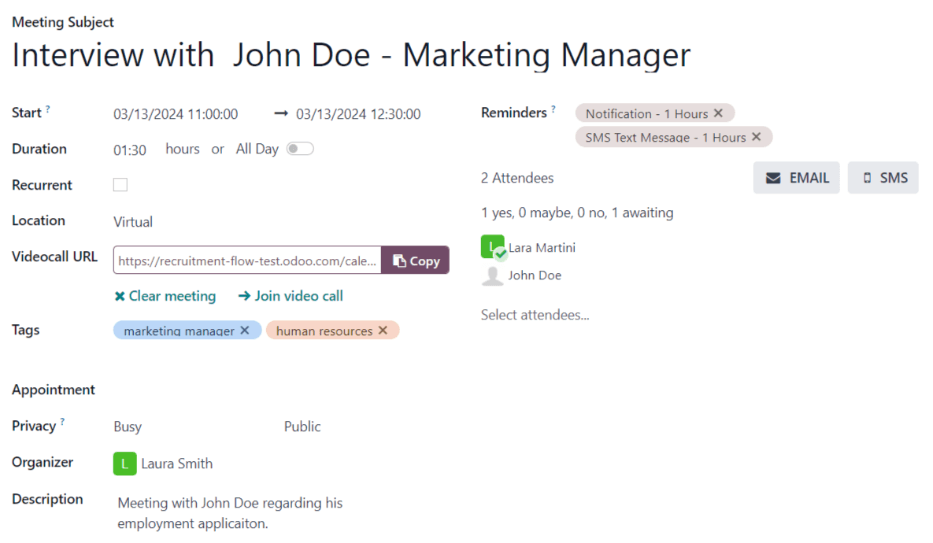 Meeting Subject
Interview with  John Doe - Marketing Manager
Start ?
03/13/2024 11:00:00 → 03/13/2024 12:30:00
Duration
01:30 hours or All Day
Recurrent
Location
Virtual
Videocall URL
https://recruitment-flow-test.odoo.com/cale... Copy
✖ Clear meeting → Join video call
Tags
marketing manager ✕ human resources ✕
Appointment
Privacy ?
Busy Public
Organizer
L Laura Smith
Description
Meeting with John Doe regarding his
employment applicaiton.
Reminders ?
Notification - 1 Hours ✕
SMS Text Message - 1 Hours ✕
2 Attendees
EMAIL SMS
1 yes, 0 maybe, 0 no, 1 awaiting
L Lara Martini
John Doe
Select attendees...